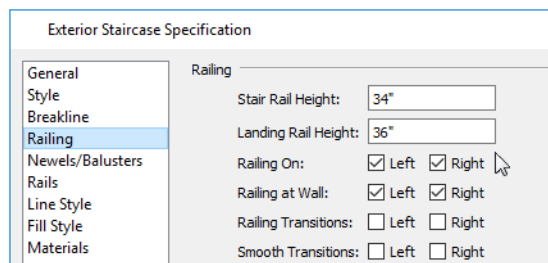 Exterior Staircase Specification
General
Style
Breakline
Railing
Newels/Balusters
Rails
Line Style
Fill Style
Materials
Railing
Stair Rail Height: 34"
Landing Rail Height: 36"
Railing On: Left Right
Railing at Wall: Left Right
Railing Transitions: Left Right
Smooth Transitions: Left Right